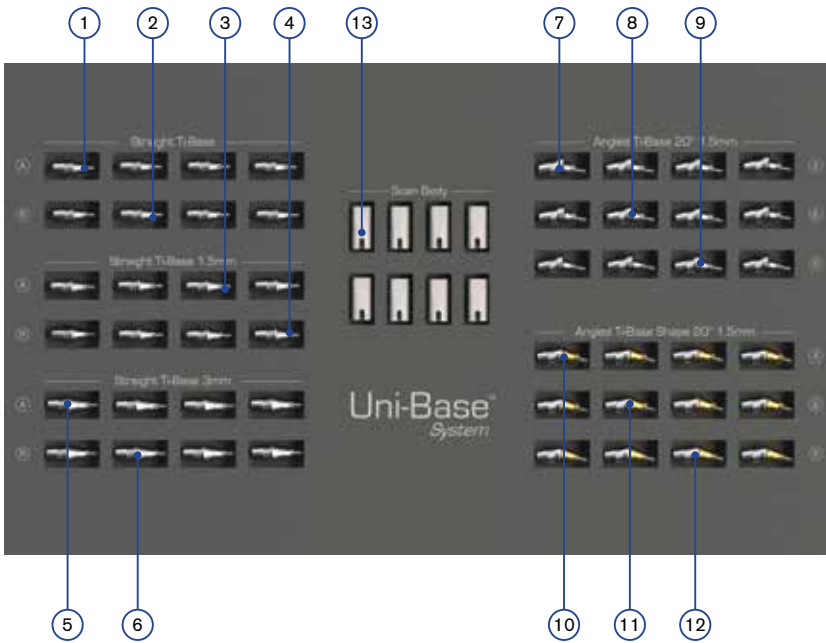 1 2 3 4 13 7 8 9
Straight Ti-Base
Angled Ti-Base 20° 1.5mm
Scan Body
Straight Ti-Base 1.5mm
Angled Ti-Base Shape 20° 1.5mm
Straight Ti-Base 3mm
Uni-Base™
System
5 6 10 11 12